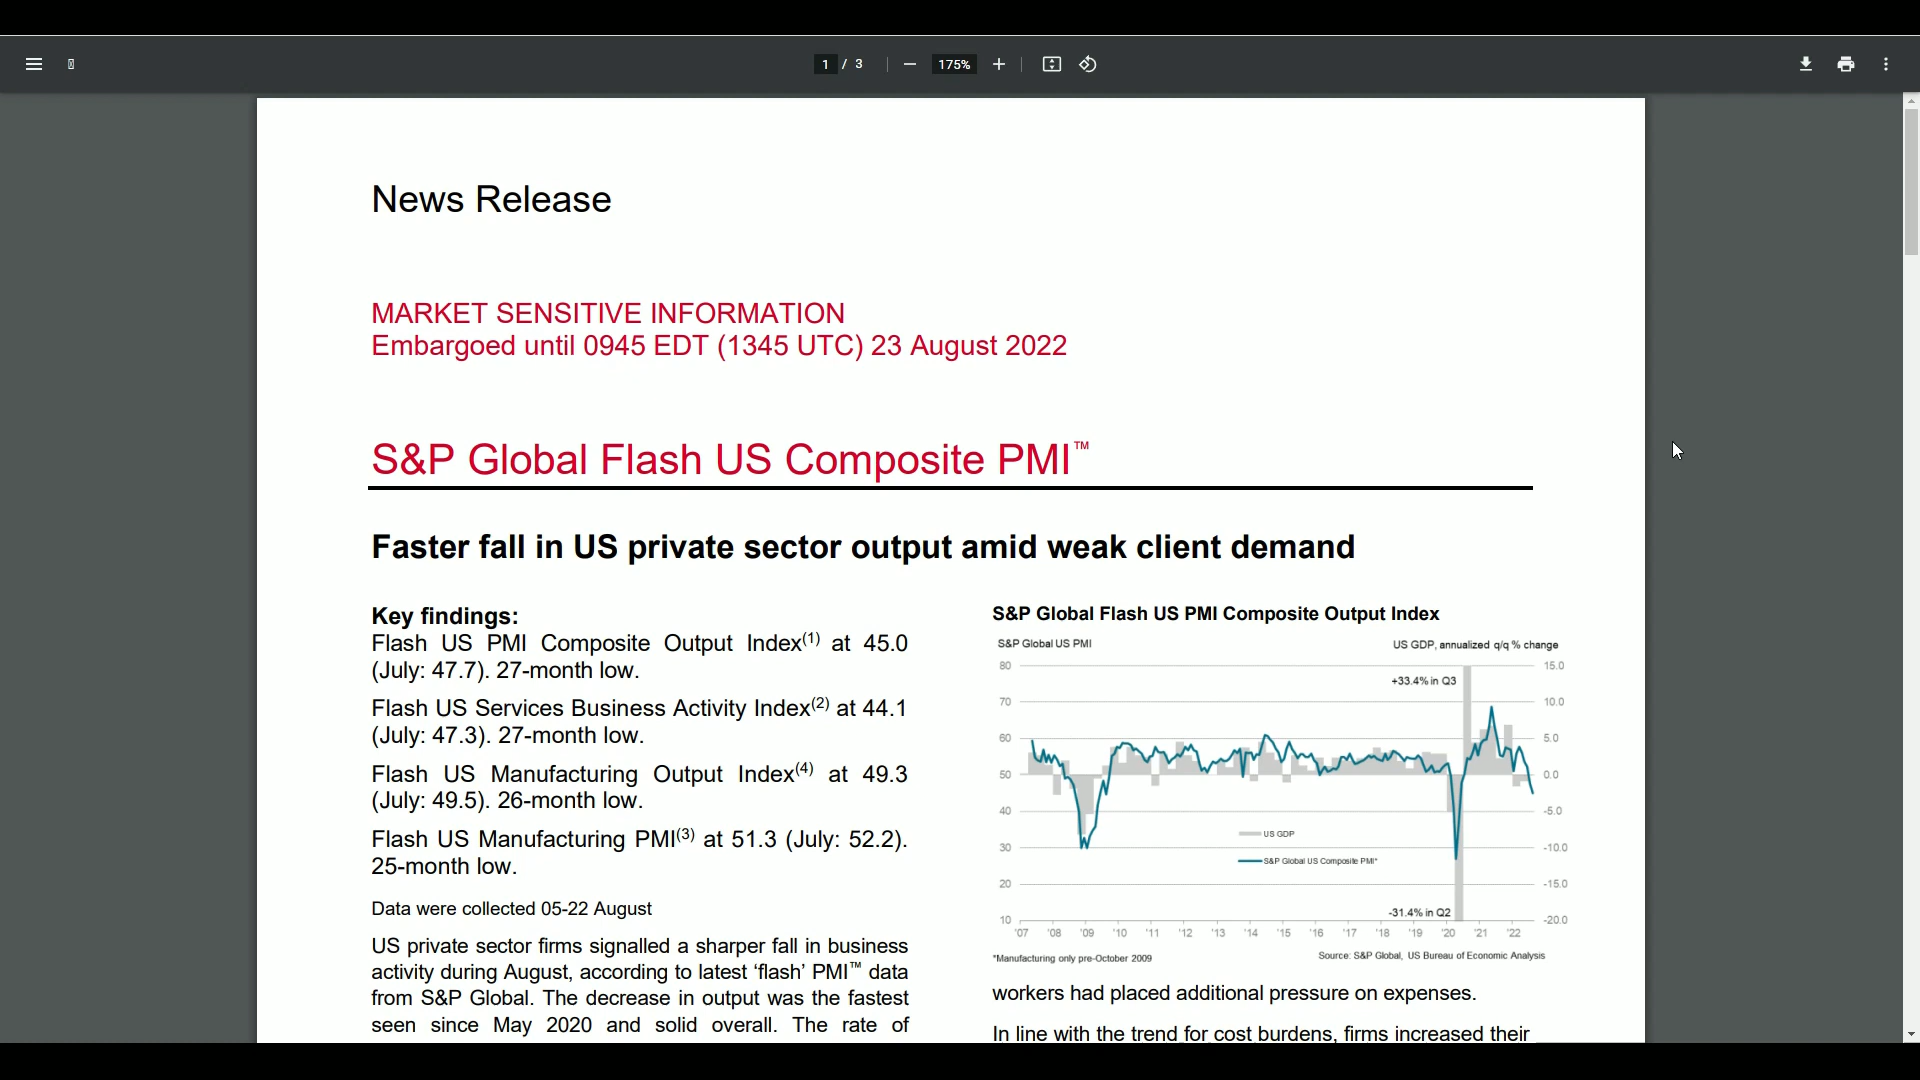 1 / 3
175%
News Release
MARKET SENSITIVE INFORMATION
Embargoed until 0945 EDT (1345 UTC) 23 August 2022
S&P Global Flash US Composite PMI™
Faster fall in US private sector output amid weak client demand
Key findings:
Flash US PMI Composite Output Index(1) at 45.0
(July: 47.7). 27-month low.
Flash US Services Business Activity Index(2) at 44.1
(July: 47.3). 27-month low.
Flash US Manufacturing Output Index(4) at 49.3
(July: 49.5). 26-month low.
Flash US Manufacturing PMI(3) at 51.3 (July: 52.2).
25-month low.
Data were collected 05-22 August
US private sector firms signalled a sharper fall in business
activity during August, according to latest ‘flash’ PMI™ data
from S&P Global. The decrease in output was the fastest
seen since May 2020 and solid overall. The rate of
S&P Global Flash US PMI Composite Output Index
S&P Global US PMI
US GDP, annualized q/q % change
80
70
60
50
40
30
20
10
15.0
10.0
5.0
0.0
-5.0
-10.0
-15.0
-20.0
+33.4% in Q3
US GDP
S&P Global US Composite PMI*
-31.4% in Q2
'07 '08 '09 '10 '11 '12 '13 '14 '15 '16 '17 '18 '19 '20 '21 '22
*Manufacturing only pre-October 2009
Source: S&P Global, US Bureau of Economic Analysis
workers had placed additional pressure on expenses.
In line with the trend for cost burdens, firms increased their